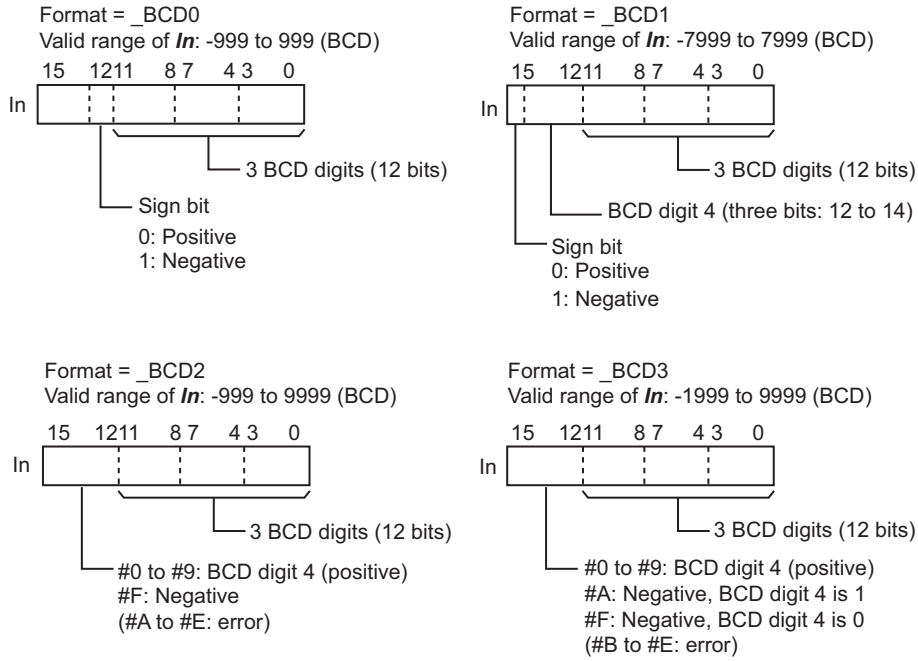 Format = _BCD0
Valid range of In: -999 to 999 (BCD)
15 1211 8 7 4 3 0
In
3 BCD digits (12 bits)
Sign bit
0: Positive
1: Negative
Format = _BCD1
Valid range of In: -7999 to 7999 (BCD)
15 1211 8 7 4 3 0
In
3 BCD digits (12 bits)
BCD digit 4 (three bits: 12 to 14)
Sign bit
0: Positive
1: Negative
Format = _BCD2
Valid range of In: -999 to 9999 (BCD)
15 1211 8 7 4 3 0
In
3 BCD digits (12 bits)
#0 to #9: BCD digit 4 (positive)
#F: Negative
(#A to #E: error)
Format = _BCD3
Valid range of In: -1999 to 9999 (BCD)
15 1211 8 7 4 3 0
In
3 BCD digits (12 bits)
#0 to #9: BCD digit 4 (positive)
#A: Negative, BCD digit 4 is 1
#F: Negative, BCD digit 4 is 0
(#B to #E: error)